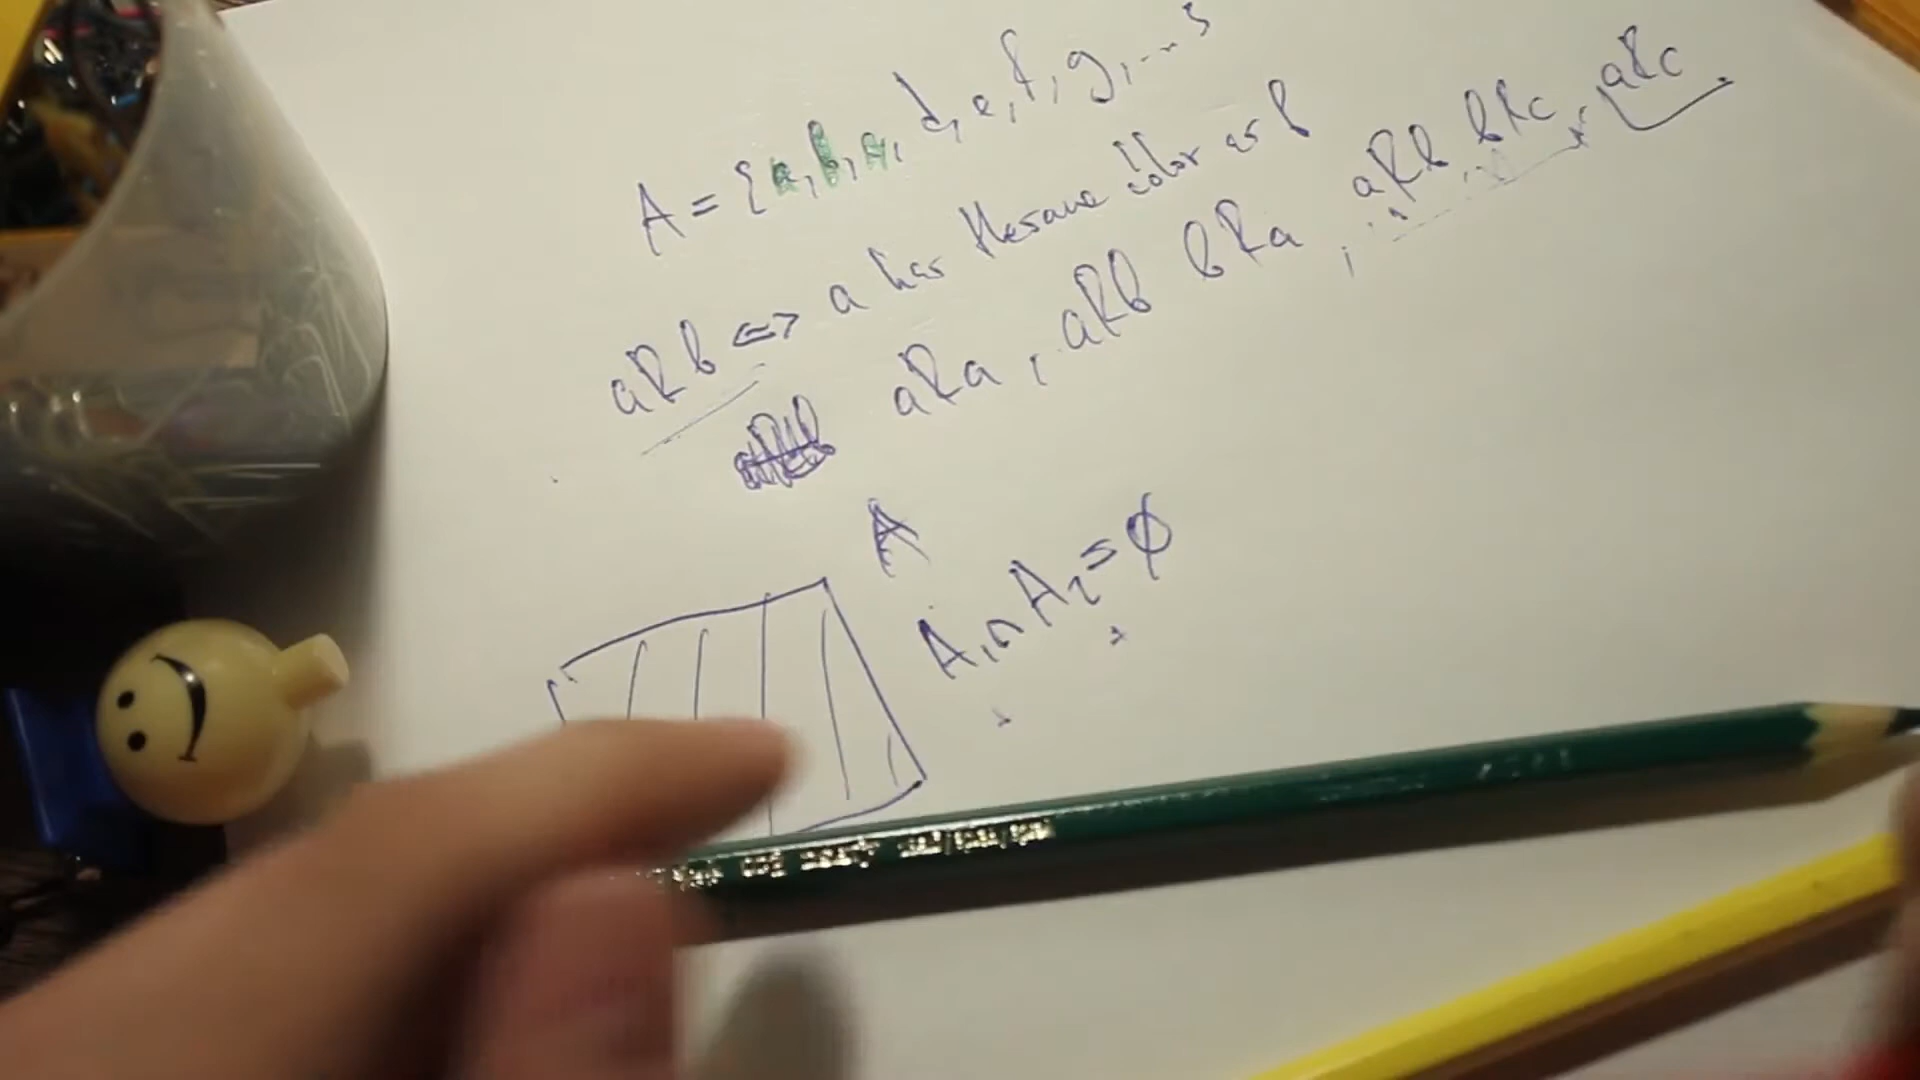 A = {a, b, c, d, e, f, g, ...}
aRb <=> a has the same color as b
aRa, aRb bRa, aRb, bRc, aRc
A
A₁ ∩ A₂ = ∅